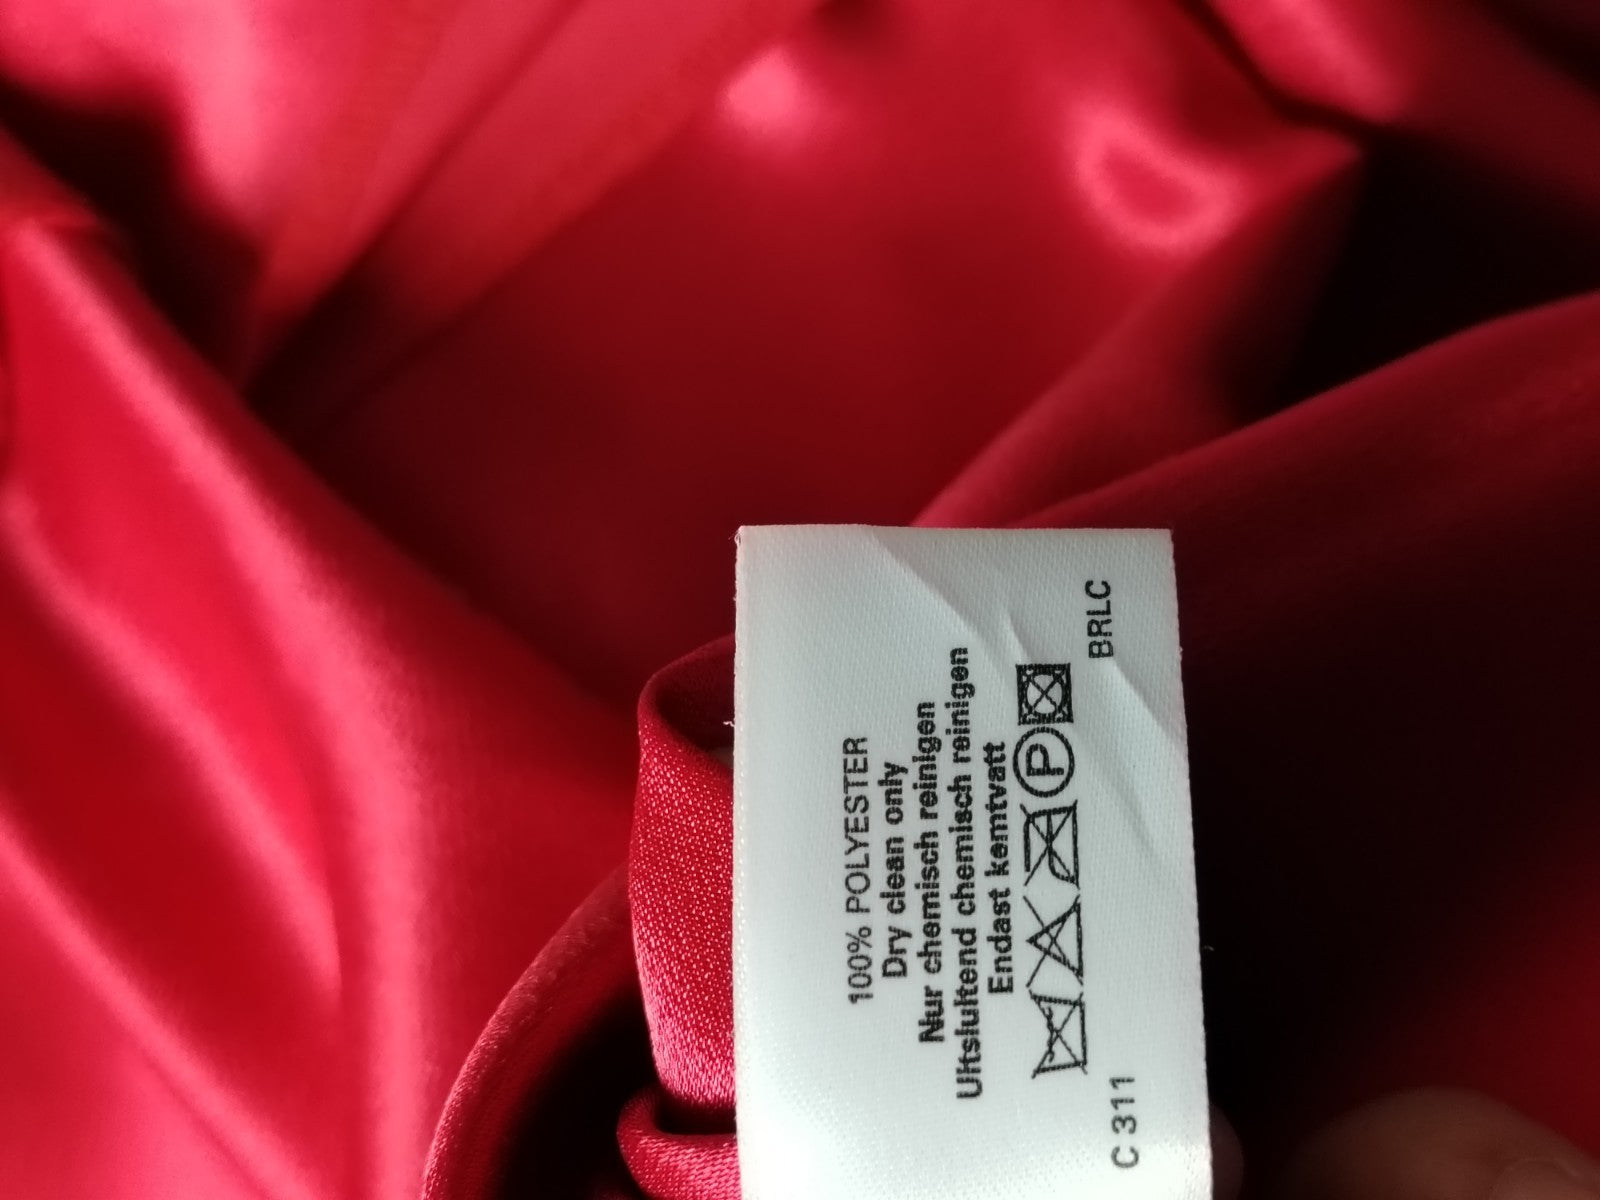 100% POLYESTER
Dry clean only
Nur chemisch reinigen
Uitsluitend chemisch reinigen
Endast kemtvatt
P
C 311
BRLC